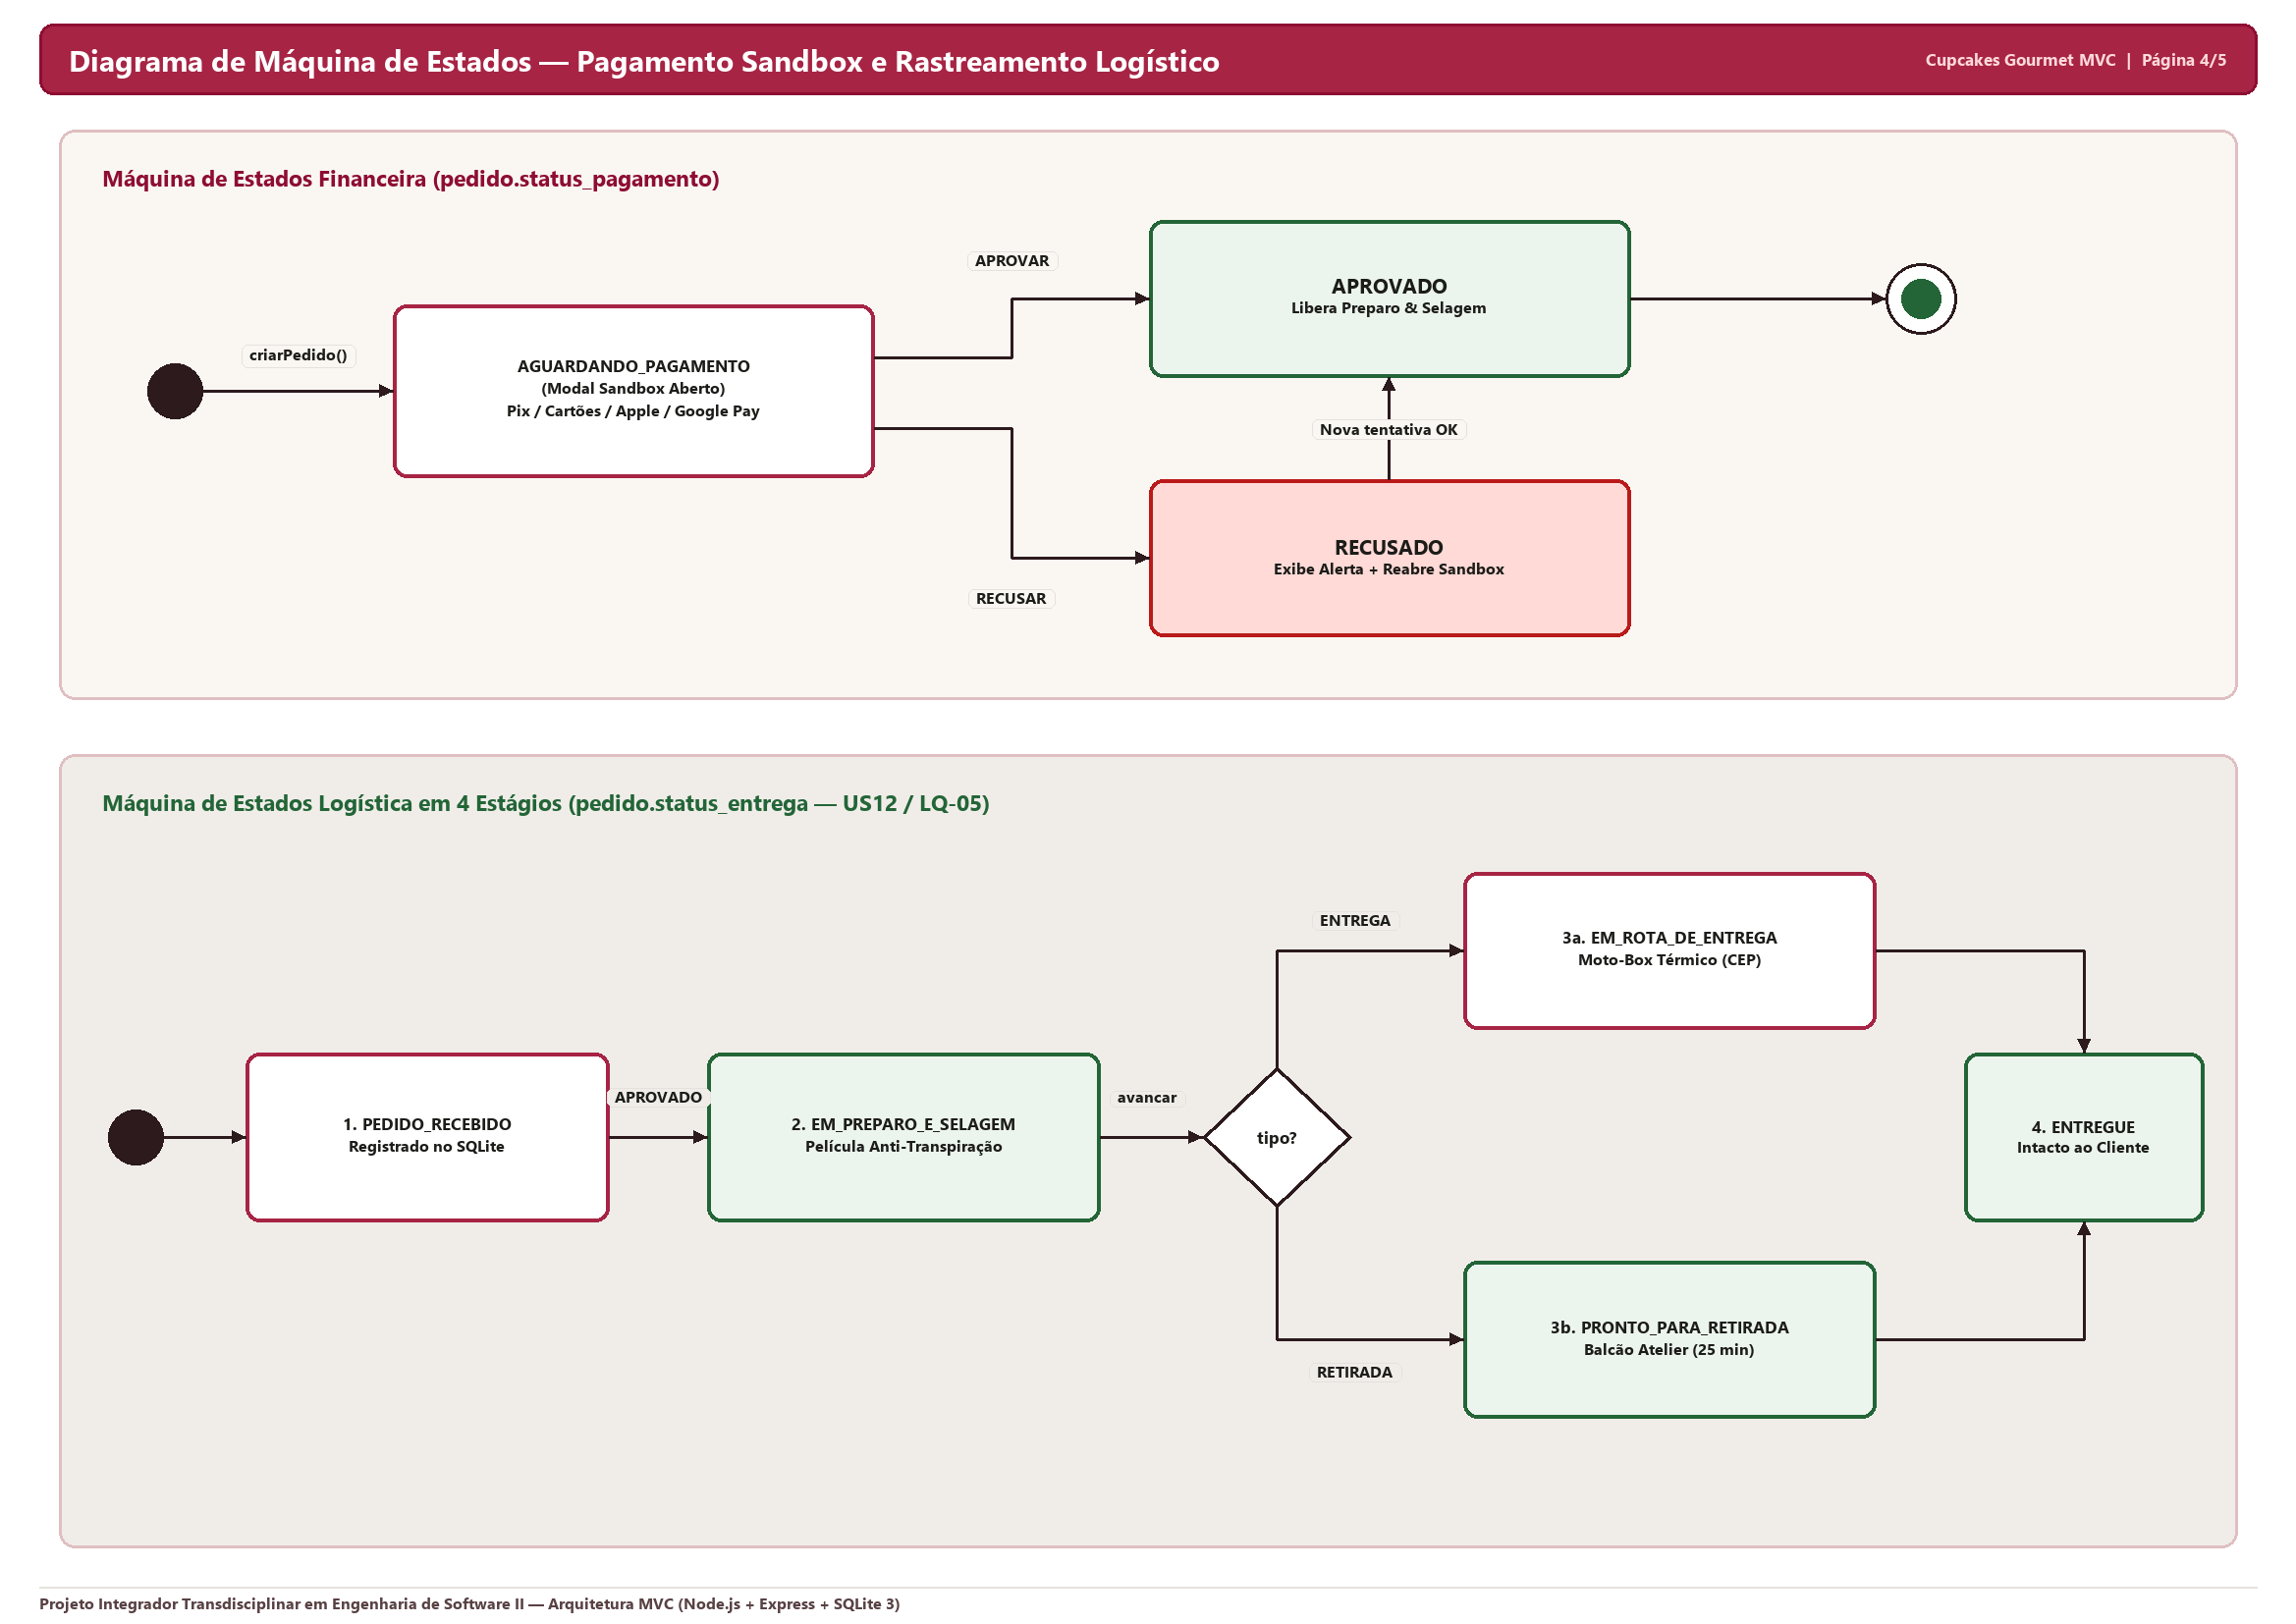 Diagrama de Máquina de Estados — Pagamento Sandbox e Rastreamento Logístico
Cupcakes Gourmet MVC | Página 4/5
Máquina de Estados Financeira (pedido.status_pagamento)
criarPedido()
AGUARDANDO_PAGAMENTO
(Modal Sandbox Aberto)
Pix / Cartões / Apple / Google Pay
APROVAR
APROVADO
Libera Preparo & Selagem
Nova tentativa OK
RECUSAR
RECUSADO
Exibe Alerta + Reabre Sandbox
Máquina de Estados Logística em 4 Estágios (pedido.status_entrega — US12 / LQ-05)
1. PEDIDO_RECEBIDO
Registrado no SQLite
APROVADO
2. EM_PREPARO_E_SELAGEM
Película Anti-Transpiração
avancar
tipo?
ENTREGA
3a. EM_ROTA_DE_ENTREGA
Moto-Box Térmico (CEP)
RETIRADA
3b. PRONTO_PARA_RETIRADA
Balcão Atelier (25 min)
4. ENTREGUE
Intacto ao Cliente
Projeto Integrador Transdisciplinar em Engenharia de Software II — Arquitetura MVC (Node.js + Express + SQLite 3)